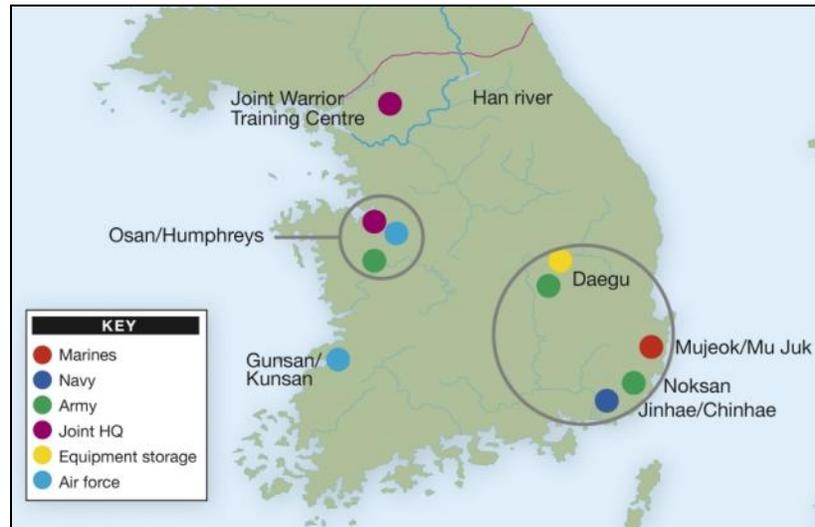 Joint Warrior
Training Centre
Han river
Osan/Humphreys
Daegu
Mujeok/Mu Juk
Gunsan/
Kunsan
Noksan
Jinhae/Chinhae
KEY
Marines
Navy
Army
Joint HQ
Equipment storage
Air force